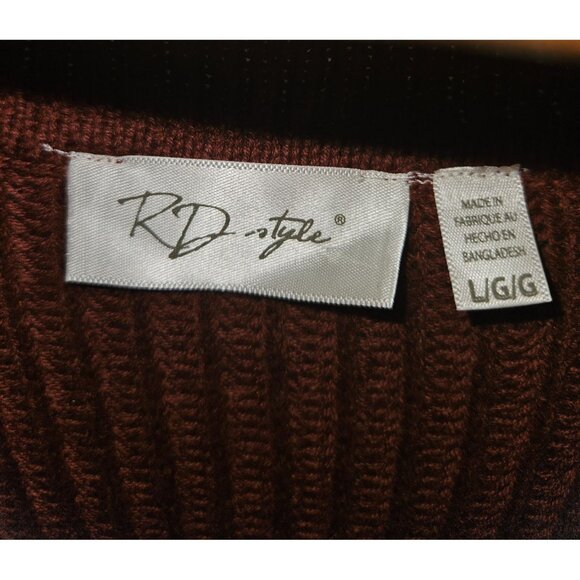 RD style®
MADE IN
FABRIQUE AU
HECHO EN
BANGLADESH
L/G/G